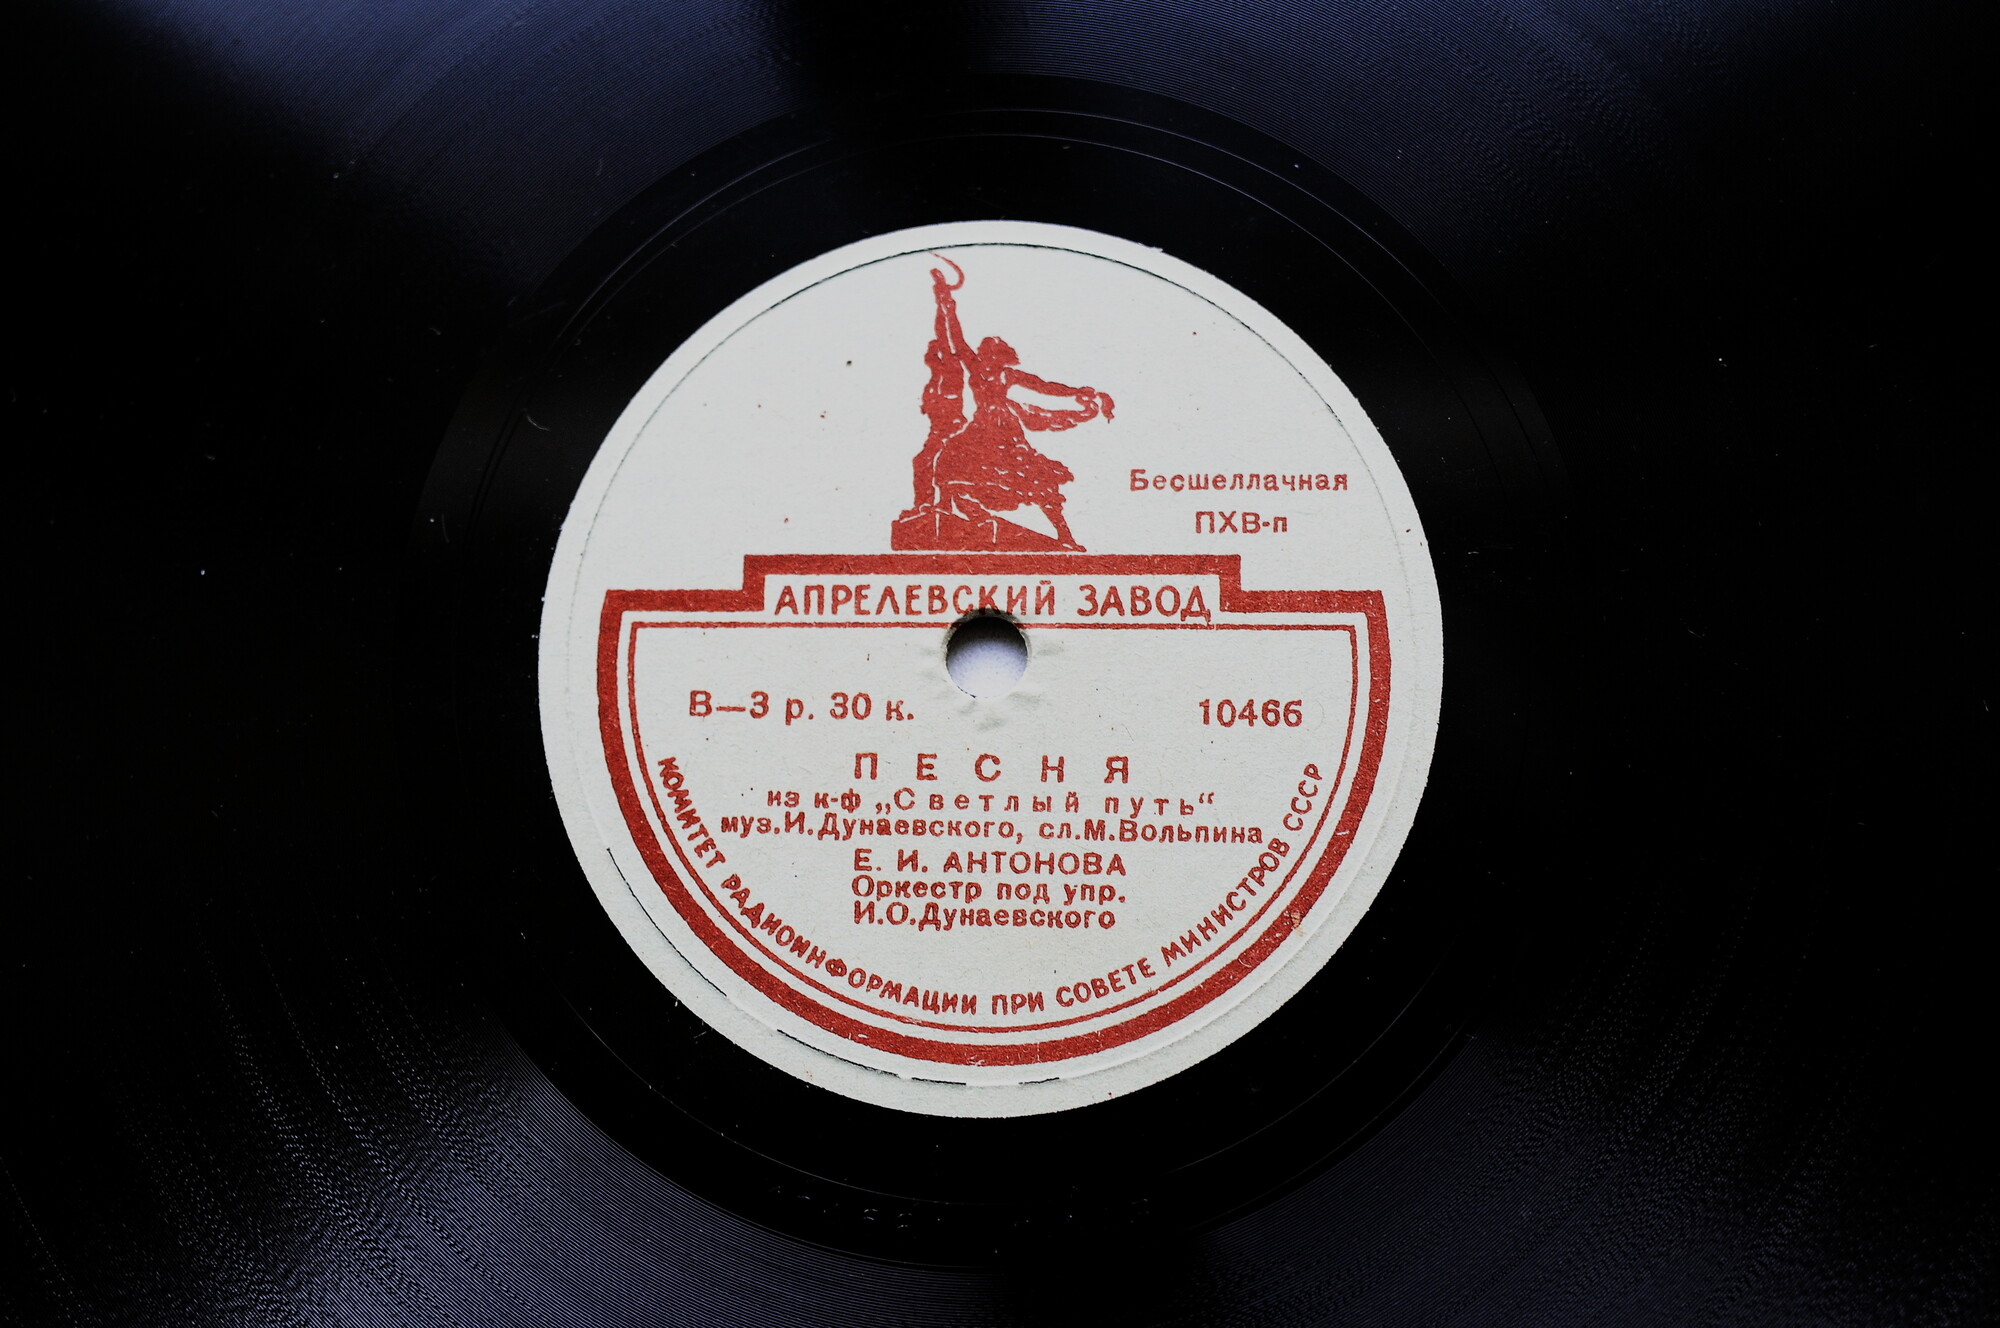 Бесшеллачная
ПХВ-п
АПРЕЛЕВСКИЙ ЗАВОД
В—3 р. 30 к.
10466
ПЕСНЯ
из к-ф „Светлый путь“
муз.И.Дунаевского, сл.М.Вольпина
Е. И. АНТОНОВА
Оркестр под упр.
И.О.Дунаевского
КОМИТЕТ РАДИОИНФОРМАЦИИ ПРИ СОВЕТЕ МИНИСТРОВ СССР